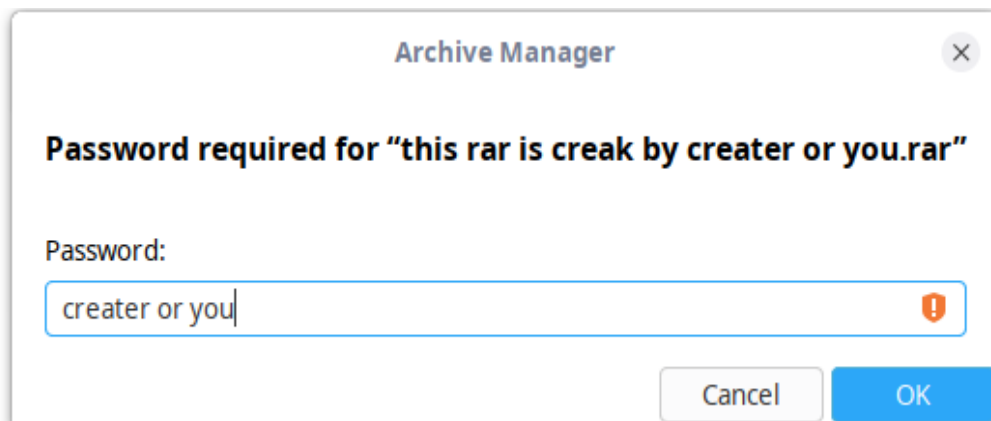 Archive Manager
Password required for “this rar is creak by creater or you.rar”
Password:
creater or you
Cancel OK